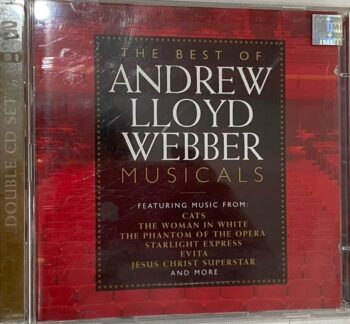 THE BEST OF
ANDREW
LLOYD
WEBBER
MUSICALS
FEATURING MUSIC FROM:
CATS
THE WOMAN IN WHITE
THE PHANTOM OF THE OPERA
STARLIGHT EXPRESS
EVITA
JESUS CHRIST SUPERSTAR
AND MORE
DOUBLE CD SET